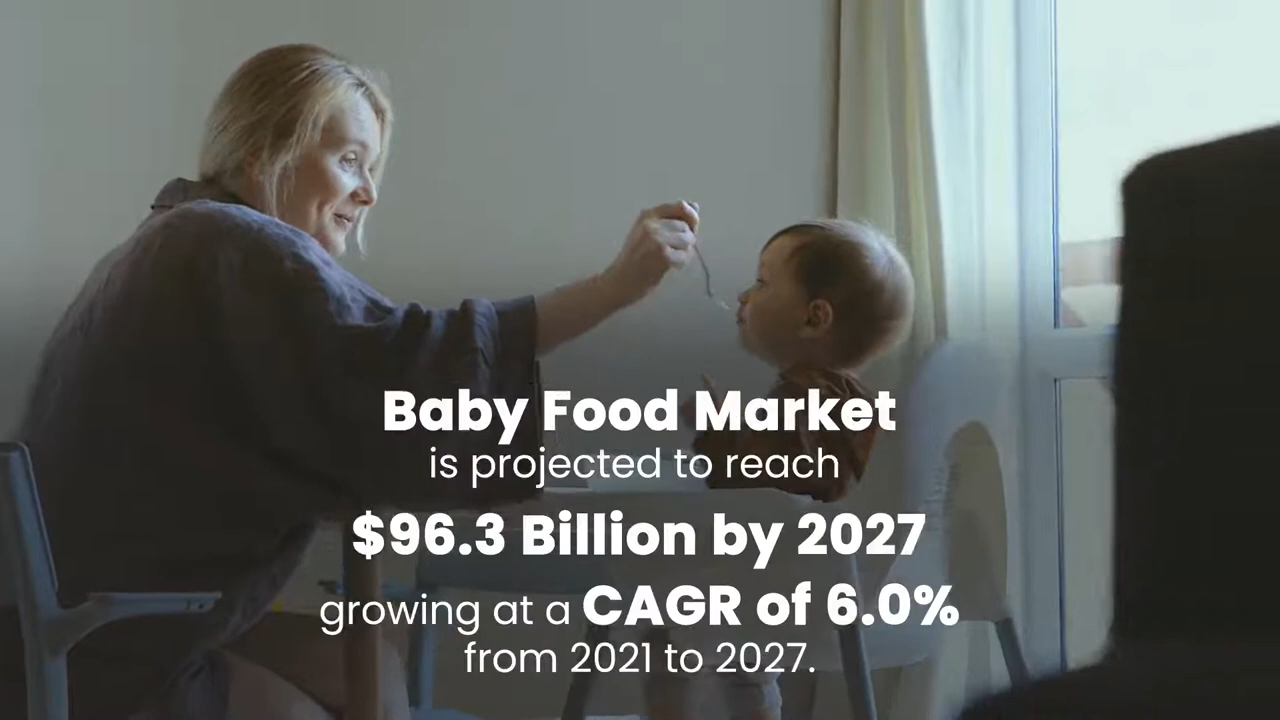 Baby Food Market
is projected to reach
$96.3 Billion by 2027
growing at a CAGR of 6.0%
from 2021 to 2027.